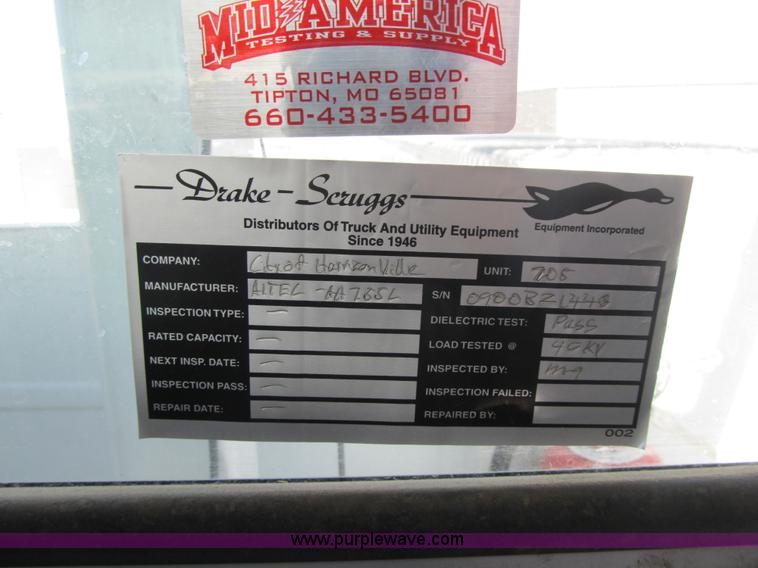 MID AMERICA
TESTING & SUPPLY
415 RICHARD BLVD.
TIPTON, MO 65081
660-433-5400
Drake-Scruggs
Distributors Of Truck And Utility Equipment
Since 1946
Equipment Incorporated
COMPANY: City of Harrisonville
UNIT: 705
MANUFACTURER: AlTEC -AA755L
S/N
INSPECTION TYPE: —
DIELECTRIC TEST: Pass
RATED CAPACITY: —
LOAD TESTED @
NEXT INSP. DATE: —
INSPECTED BY:
INSPECTION PASS: —
INSPECTION FAILED:
REPAIR DATE: —
REPAIRED BY:
002
www.purplewave.com